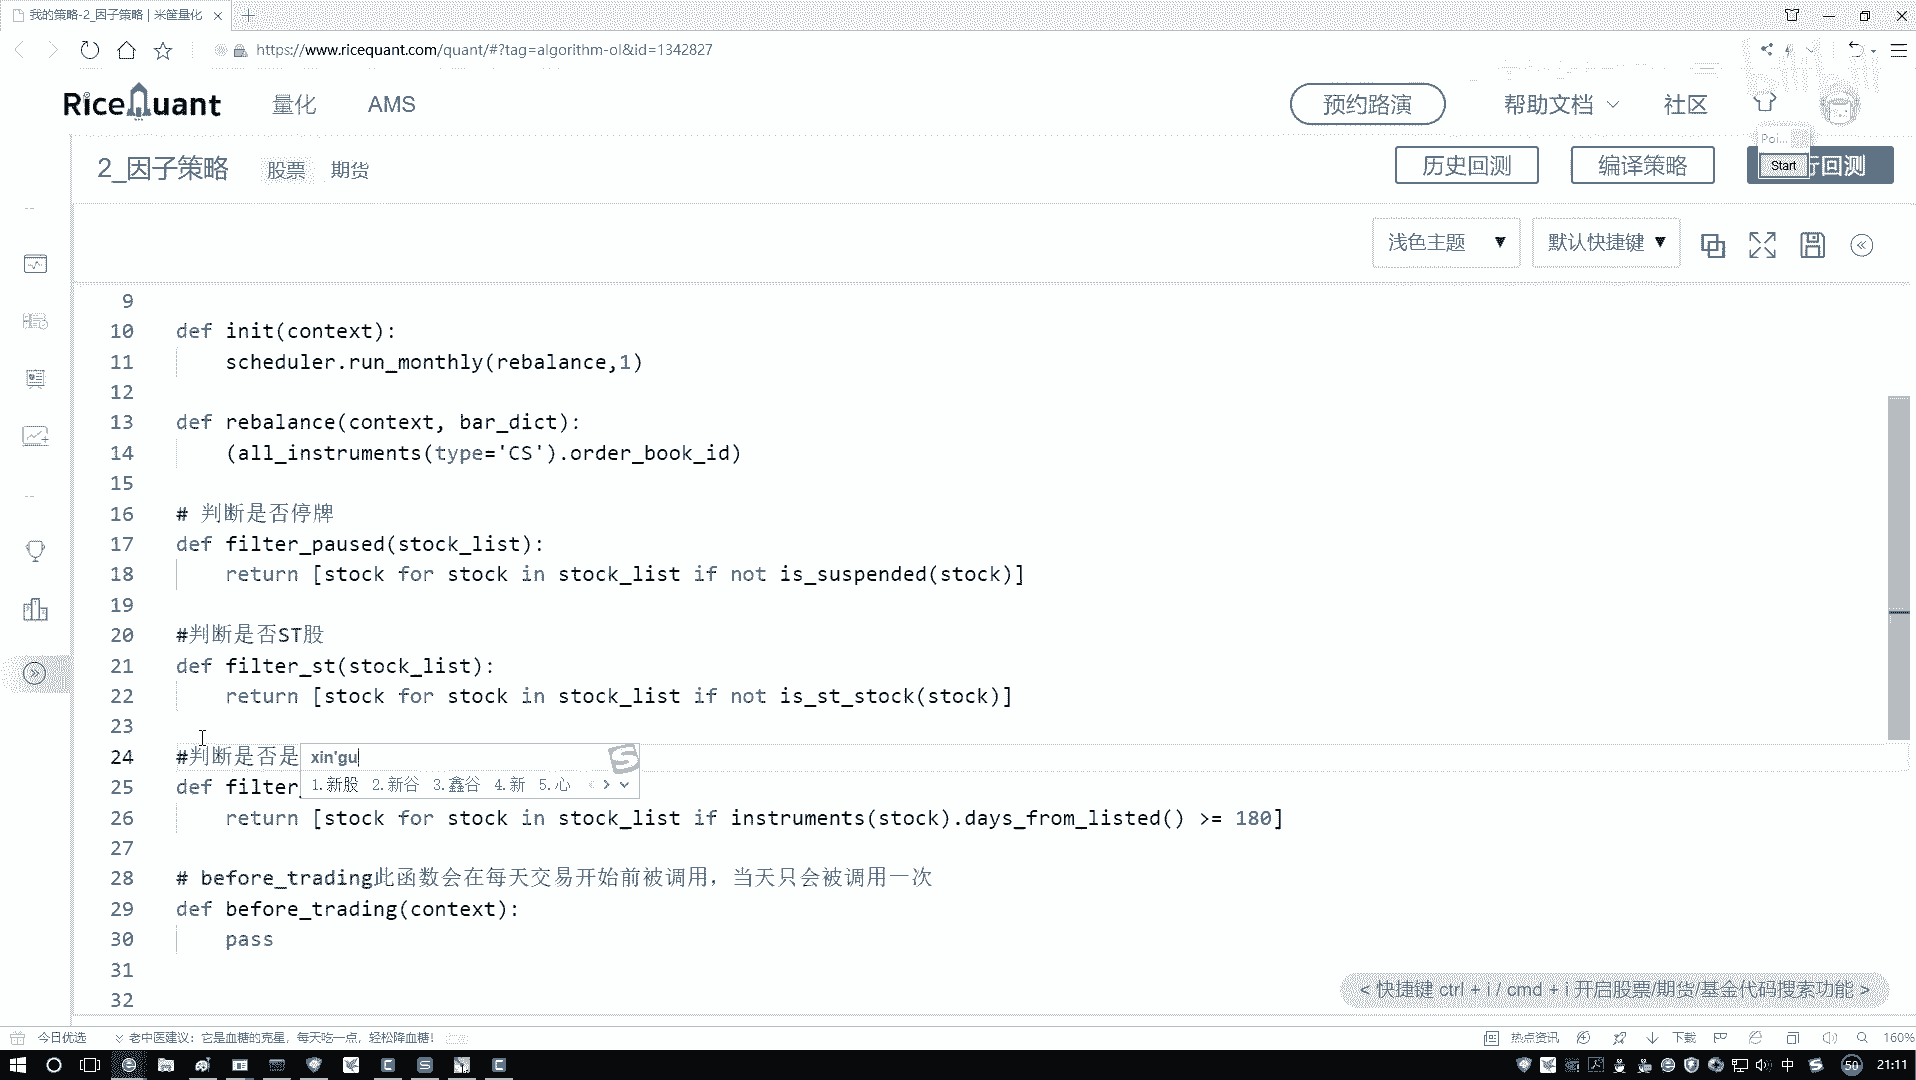 我的策略-2_因子策略 | 米筐量化
https://www.ricequant.com/quant/#?tag=algorithm-ol&id=1342827
RiceQuant 量化 AMS 预约路演 帮助文档 社区
Poi...
2_因子策略 股票 期货 历史回测 编译策略 Start 行回测
浅色主题 ▼ 默认快捷键 ▼
9
10 def init(context):
11 scheduler.run_monthly(rebalance,1)
12
13 def rebalance(context, bar_dict):
14 (all_instruments(type='CS').order_book_id)
15
16 # 判断是否停牌
17 def filter_paused(stock_list):
18 return [stock for stock in stock_list if not is_suspended(stock)]
19
20 #判断是否ST股
21 def filter_st(stock_list):
22 return [stock for stock in stock_list if not is_st_stock(stock)]
23
24 #判断是否是 xin'gu
1.新股 2.新谷 3.鑫谷 4.新 5.心
25 def filter_
26 return [stock for stock in stock_list if instruments(stock).days_from_listed() >= 180]
27
28 # before_trading此函数会在每天交易开始前被调用，当天只会被调用一次
29 def before_trading(context):
30 pass
31
32
< 快捷键 ctrl + i / cmd + i 开启股票/期货/基金代码搜索功能 >
今日优选 老中医建议：它是血糖的克星，每天吃一点，轻松降血糖！ 热点资讯 下载 160%
中 50 21:11